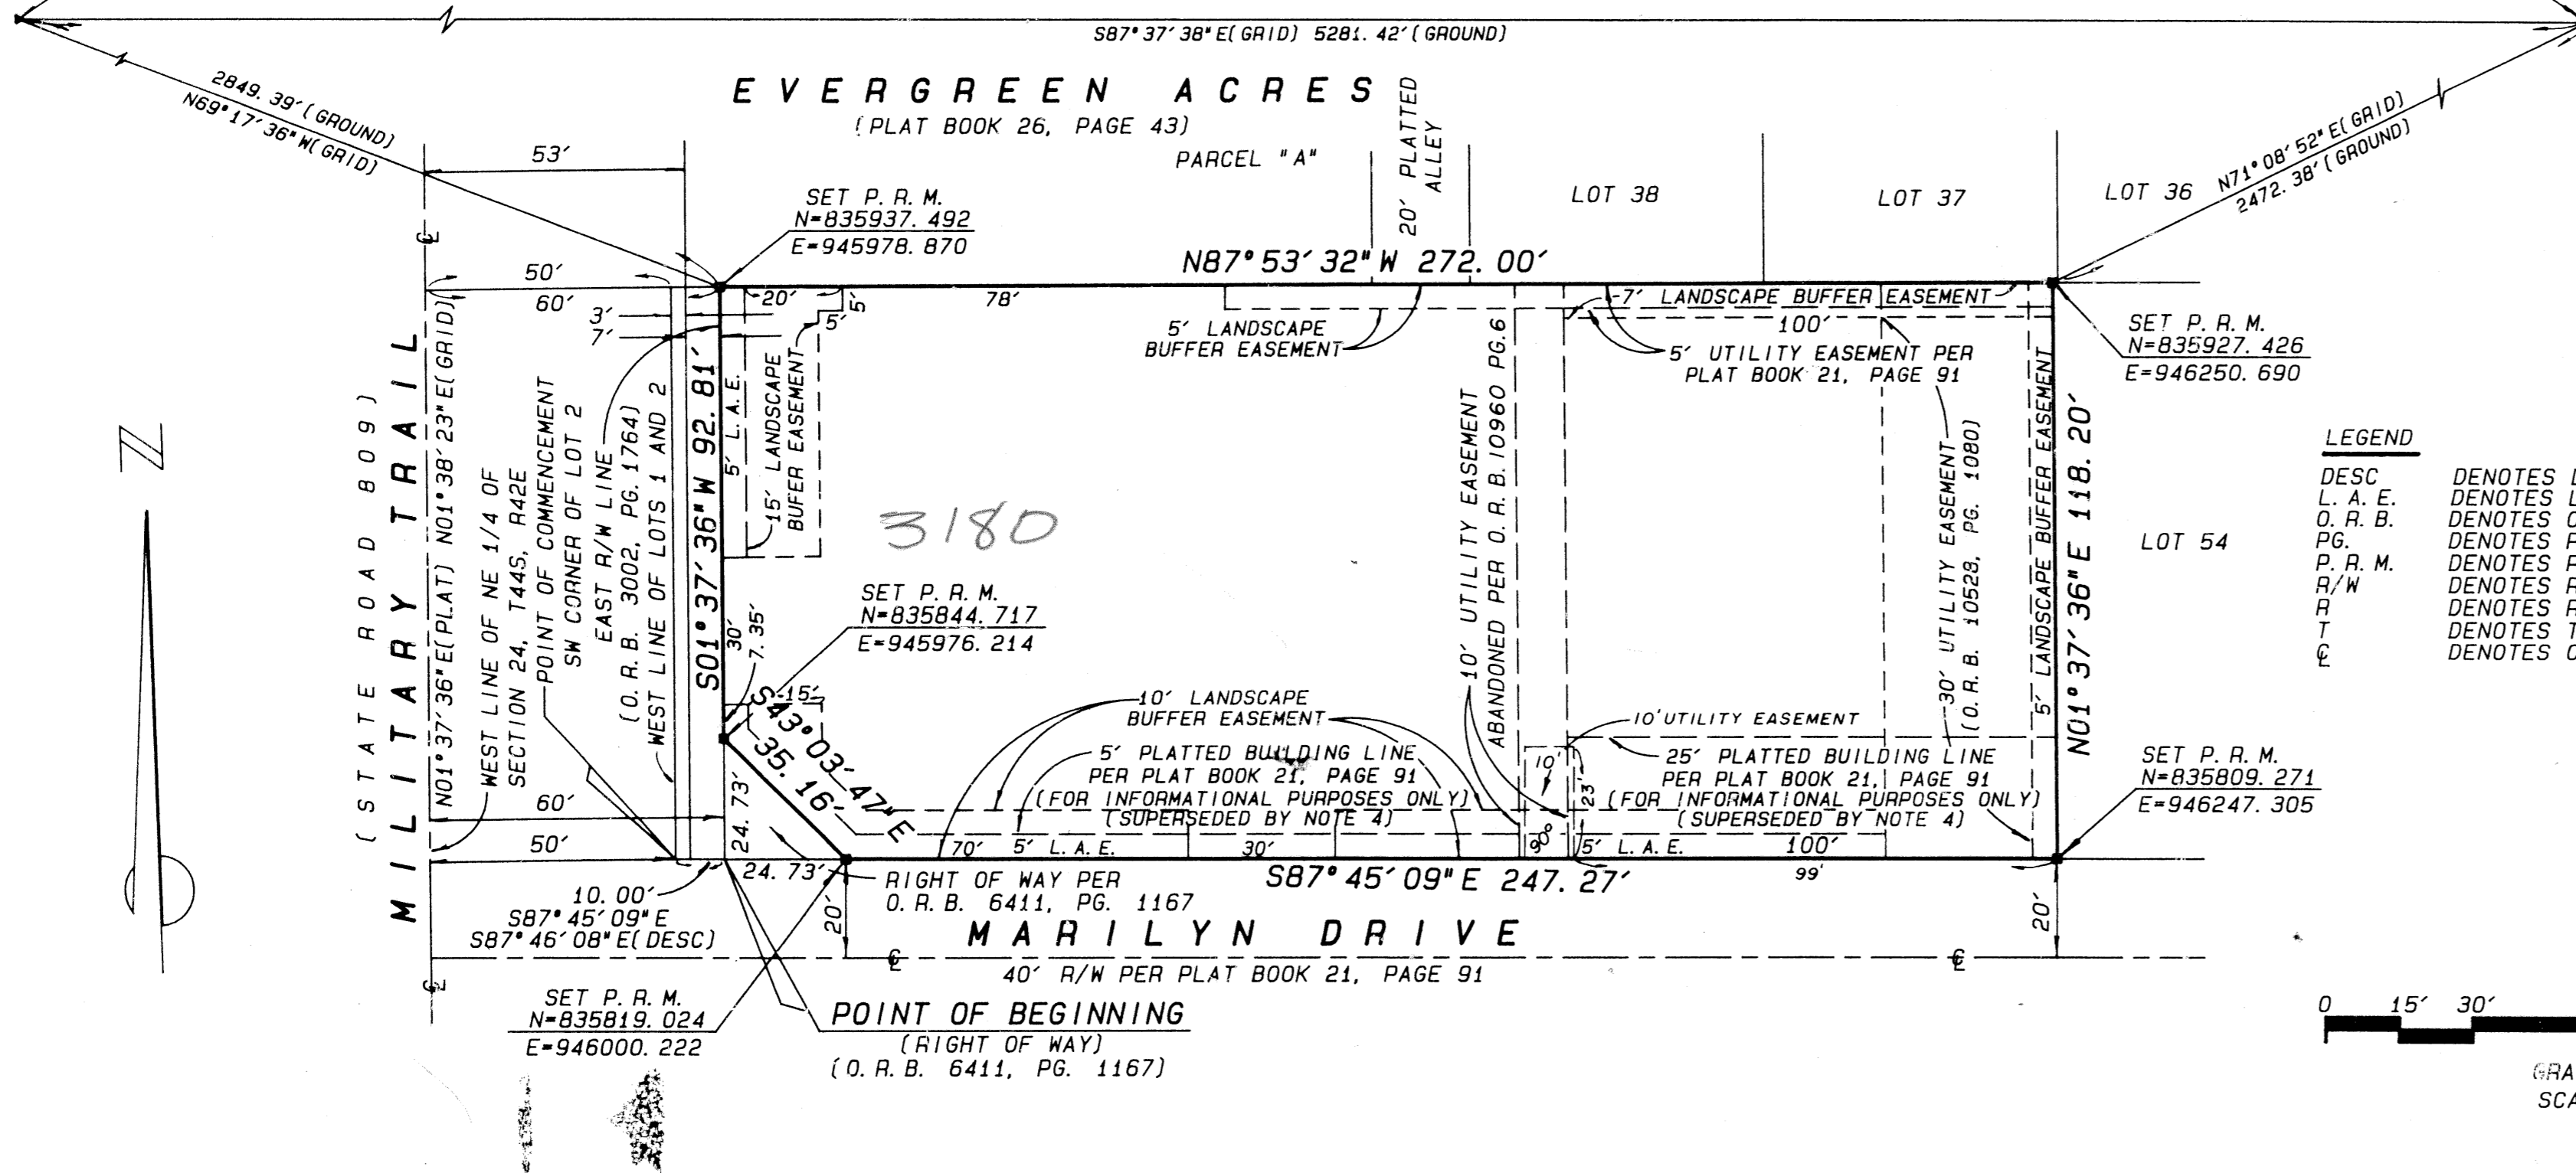 S87°37'38"E(GRID) 5281.42'(GROUND)
2849.39'(GROUND)
N69°17'36"W(GRID)
EVERGREEN ACRES
(PLAT BOOK 26, PAGE 43)
PARCEL "A"
20' PLATTED
ALLEY
LOT 38
LOT 37
LOT 36
N71°08'52"E(GRID)
2472.38'(GROUND)
53'
SET P.R.M.
N=835937.492
E=945978.870
N87°53'32"W 272.00'
50'
60'
3'
7'
20'
5'
5'
78'
7' LANDSCAPE BUFFER EASEMENT
100'
5' LANDSCAPE
BUFFER EASEMENT
5' UTILITY EASEMENT PER
PLAT BOOK 21, PAGE 91
SET P.R.M.
N=835927.426
E=946250.690
MILITARY TRAIL
(STATE ROAD 809)
N01°37'36"E(PLAT) N01°38'23"E(GRID)
WEST LINE OF NE 1/4 OF
SECTION 24, T44S, R42E
POINT OF COMMENCEMENT
SW CORNER OF LOT 2
EAST R/W LINE
(O.R.B. 3002, PG.1764)
WEST LINE OF LOTS 1 AND 2
S01°37'36"W 92.81'
5' L.A.E.
15' LANDSCAPE
BUFFER EASEMENT
3180
30'
7.35'
SET P.R.M.
N=835844.717
E=945976.214
15'
S43°03'47"E
35.16'
24.73'
10' UTILITY EASEMENT
ABANDONED PER O.R.B.10960 PG.6
30' UTILITY EASEMENT
(O.R.B. 10528, PG. 1080)
5' LANDSCAPE BUFFER EASEMENT
N01°37'36"E 118.20'
LOT 54
LEGEND
DESC DENOTES
L.A.E. DENOTES
O.R.B. DENOTES
PG. DENOTES
P.R.M. DENOTES
R/W DENOTES
R DENOTES
T DENOTES
℄ DENOTES
10' LANDSCAPE
BUFFER EASEMENT
5' PLATTED BUILDING LINE
PER PLAT BOOK 21, PAGE 91
(FOR INFORMATIONAL PURPOSES ONLY)
(SUPERSEDED BY NOTE 4)
10'UTILITY EASEMENT
25' PLATTED BUILDING LINE
PER PLAT BOOK 21, PAGE 91
(FOR INFORMATIONAL PURPOSES ONLY)
(SUPERSEDED BY NOTE 4)
10'
23'
90°
SET P.R.M.
N=835809.271
E=946247.305
60'
50'
70'
5' L.A.E.
30'
5' L.A.E.
100'
99'
24.73'
S87°45'09"E 247.27'
10.00'
S87°45'09"E
S87°46'08"E(DESC)
RIGHT OF WAY PER
O.R.B. 6411, PG. 1167
20'
20'
MARILYN DRIVE
℄
℄
℄
℄
40' R/W PER PLAT BOOK 21, PAGE 91
SET P.R.M.
N=835819.024
E=946000.222
POINT OF BEGINNING
(RIGHT OF WAY)
(O.R.B. 6411, PG. 1167)
N
0 15' 30'